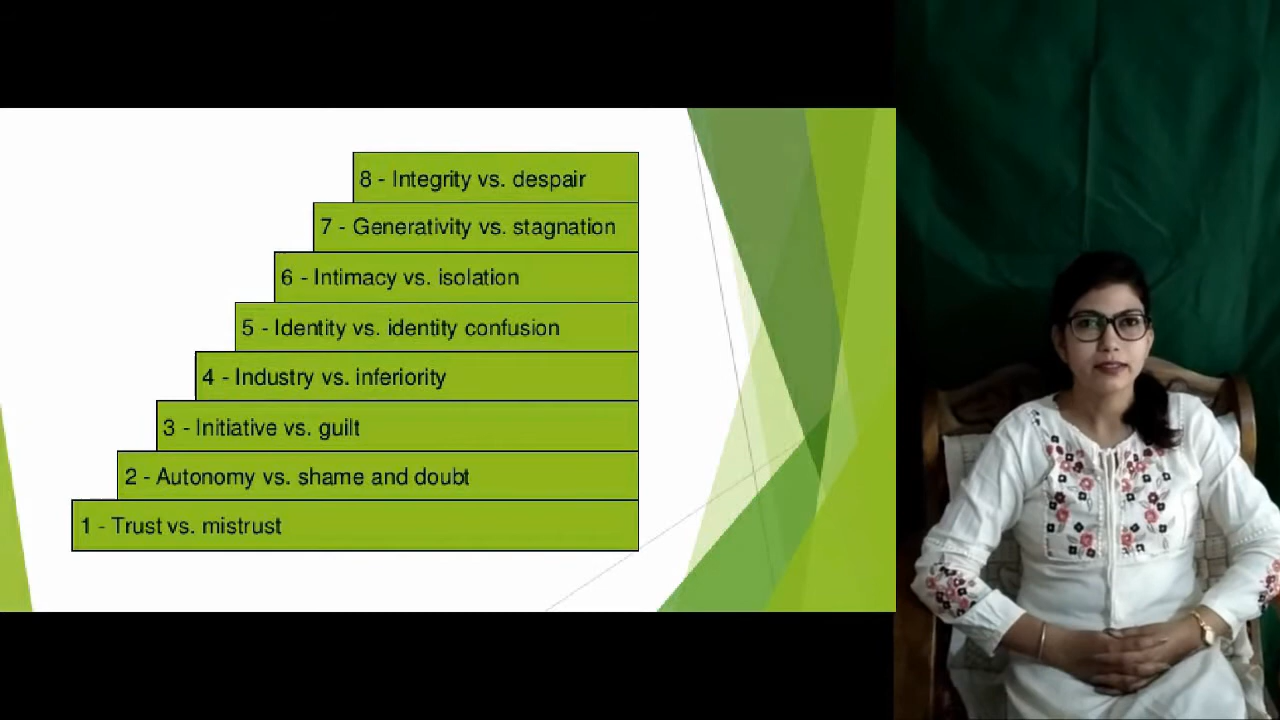 8 - Integrity vs. despair
7 - Generativity vs. stagnation
6 - Intimacy vs. isolation
5 - Identity vs. identity confusion
4 - Industry vs. inferiority
3 - Initiative vs. guilt
2 - Autonomy vs. shame and doubt
1 - Trust vs. mistrust